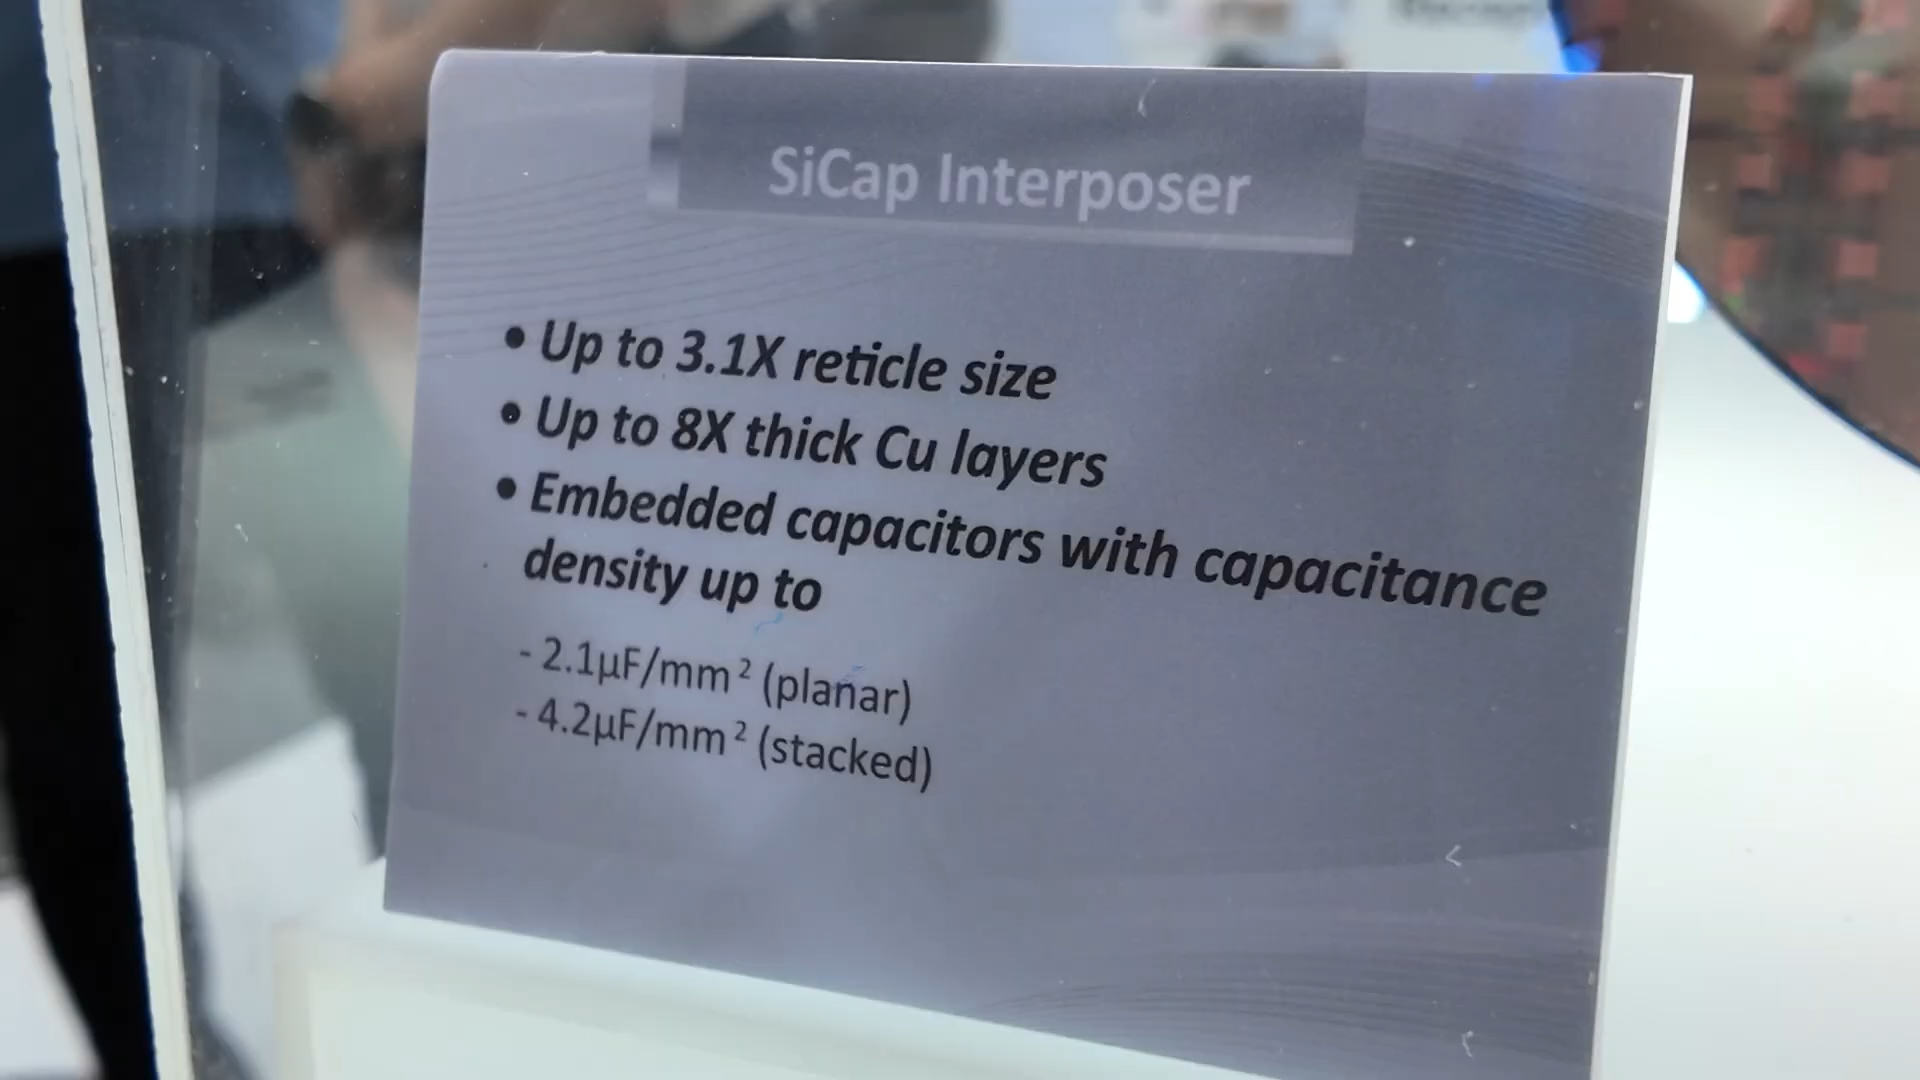 SiCap Interposer
• Up to 3.1X reticle size
• Up to 8X thick Cu layers
• Embedded capacitors with capacitance
density up to
- 2.1µF/mm² (planar)
- 4.2µF/mm² (stacked)